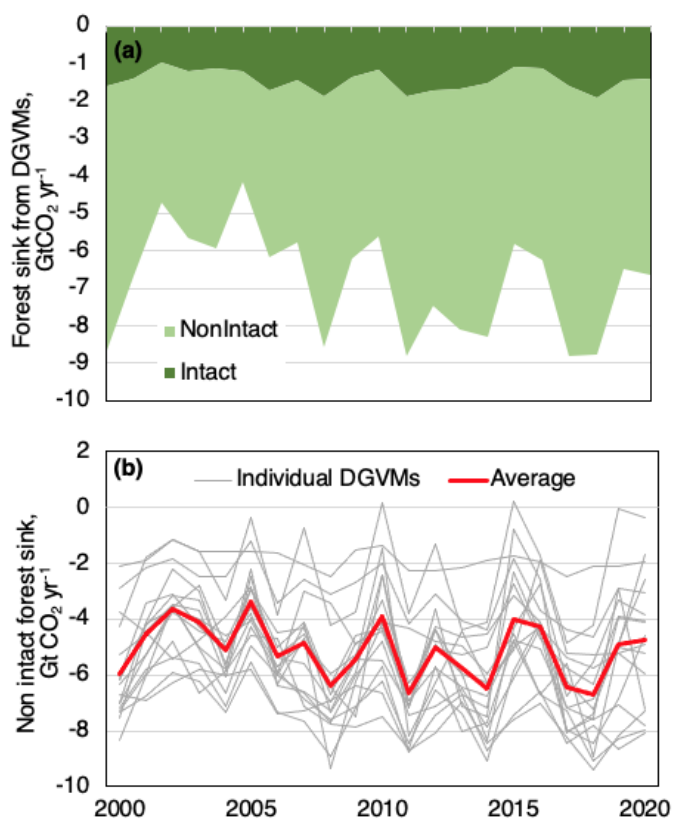 (a)
Forest sink from DGVMs,
GtCO₂ yr⁻¹
0
-1
-2
-3
-4
-5
-6
-7
-8
-9
-10
NonIntact
Intact
(b)
Individual DGVMs
Average
Non intact forest sink,
Gt CO₂ yr⁻¹
2
0
-2
-4
-6
-8
-10
2000 2005 2010 2015 2020